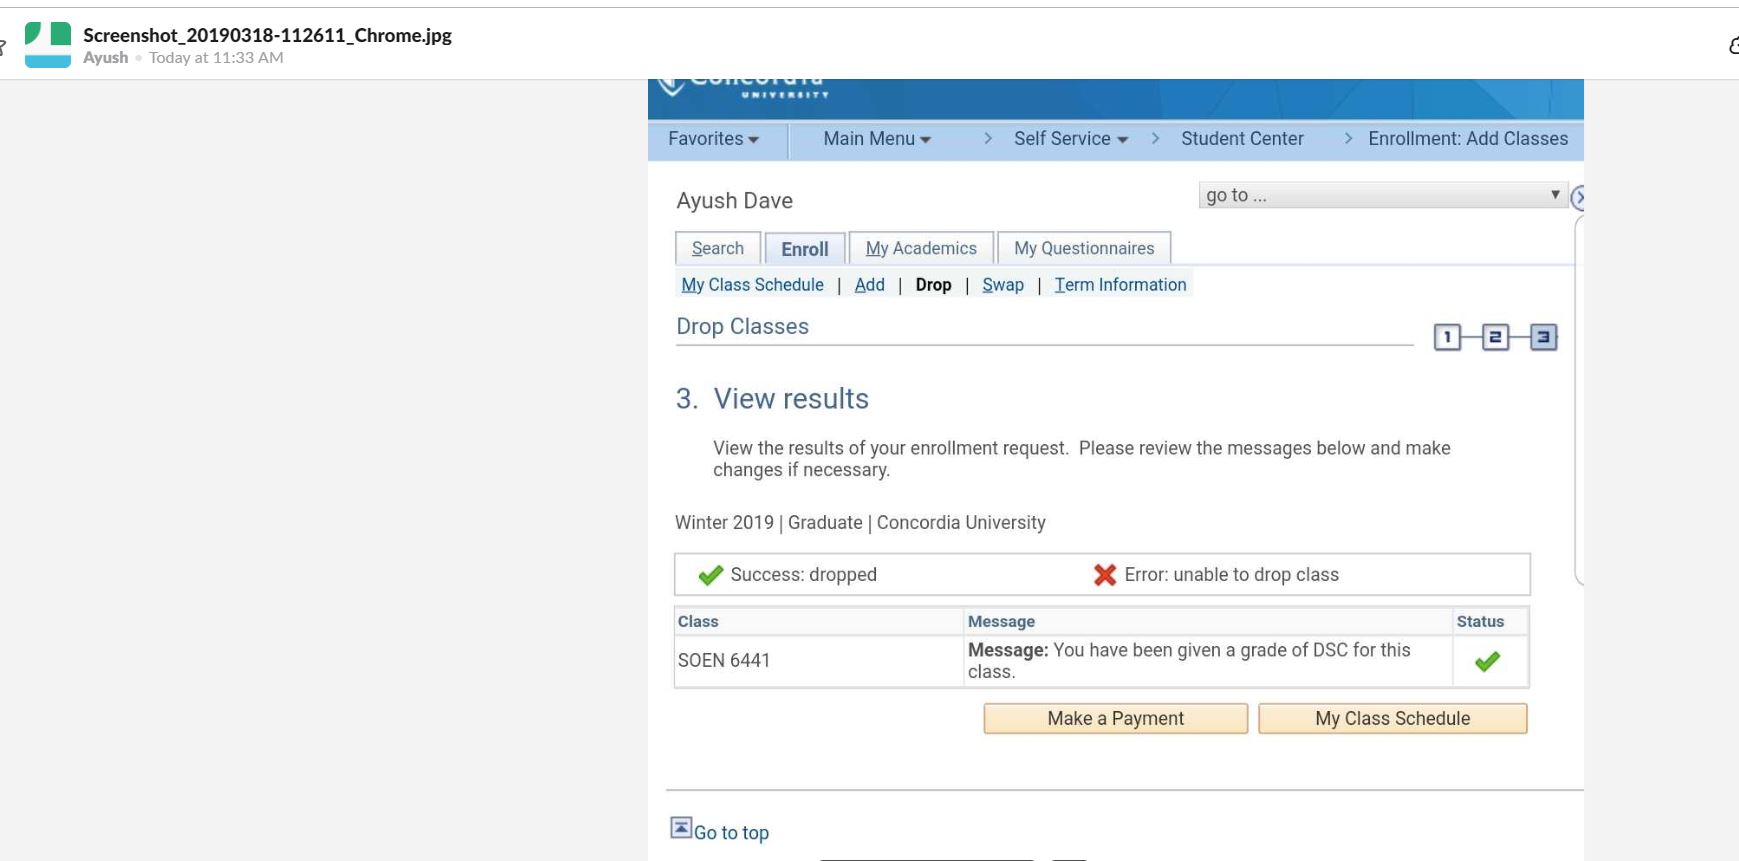 Screenshot_20190318-112611_Chrome.jpg
Ayush • Today at 11:33 AM
Concordia
UNIVERSITY
Favorites Main Menu > Self Service > Student Center > Enrollment: Add Classes
Ayush Dave
go to ...
Search Enroll My Academics My Questionnaires
My Class Schedule | Add | Drop | Swap | Term Information
Drop Classes
1 2 3
3. View results
View the results of your enrollment request. Please review the messages below and make
changes if necessary.
Winter 2019 | Graduate | Concordia University
Success: dropped Error: unable to drop class
Class Message Status
SOEN 6441
Message: You have been given a grade of DSC for this
class.
Make a Payment My Class Schedule
Go to top